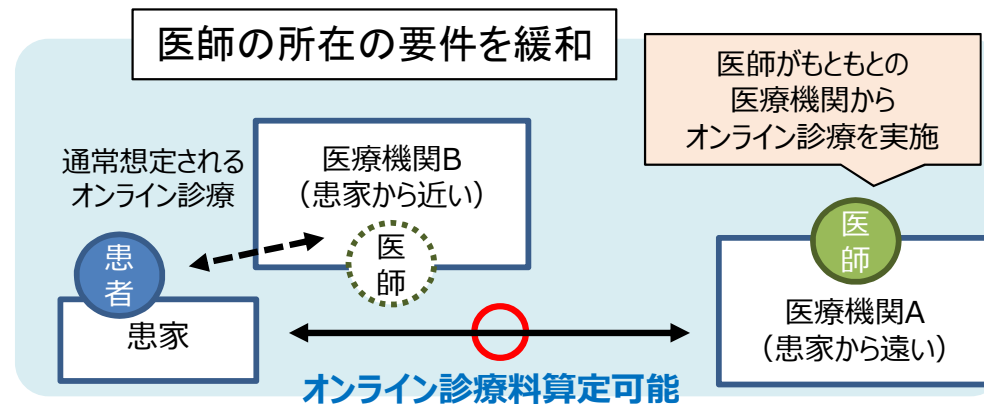 医師の所在の要件を緩和
医師がもともとの
医療機関から
オンライン診療を実施
通常想定される
オンライン診療
医療機関B
（患家から近い）
医
師
患
者
患家
医
師
医療機関A
（患家から遠い）
オンライン診療料算定可能